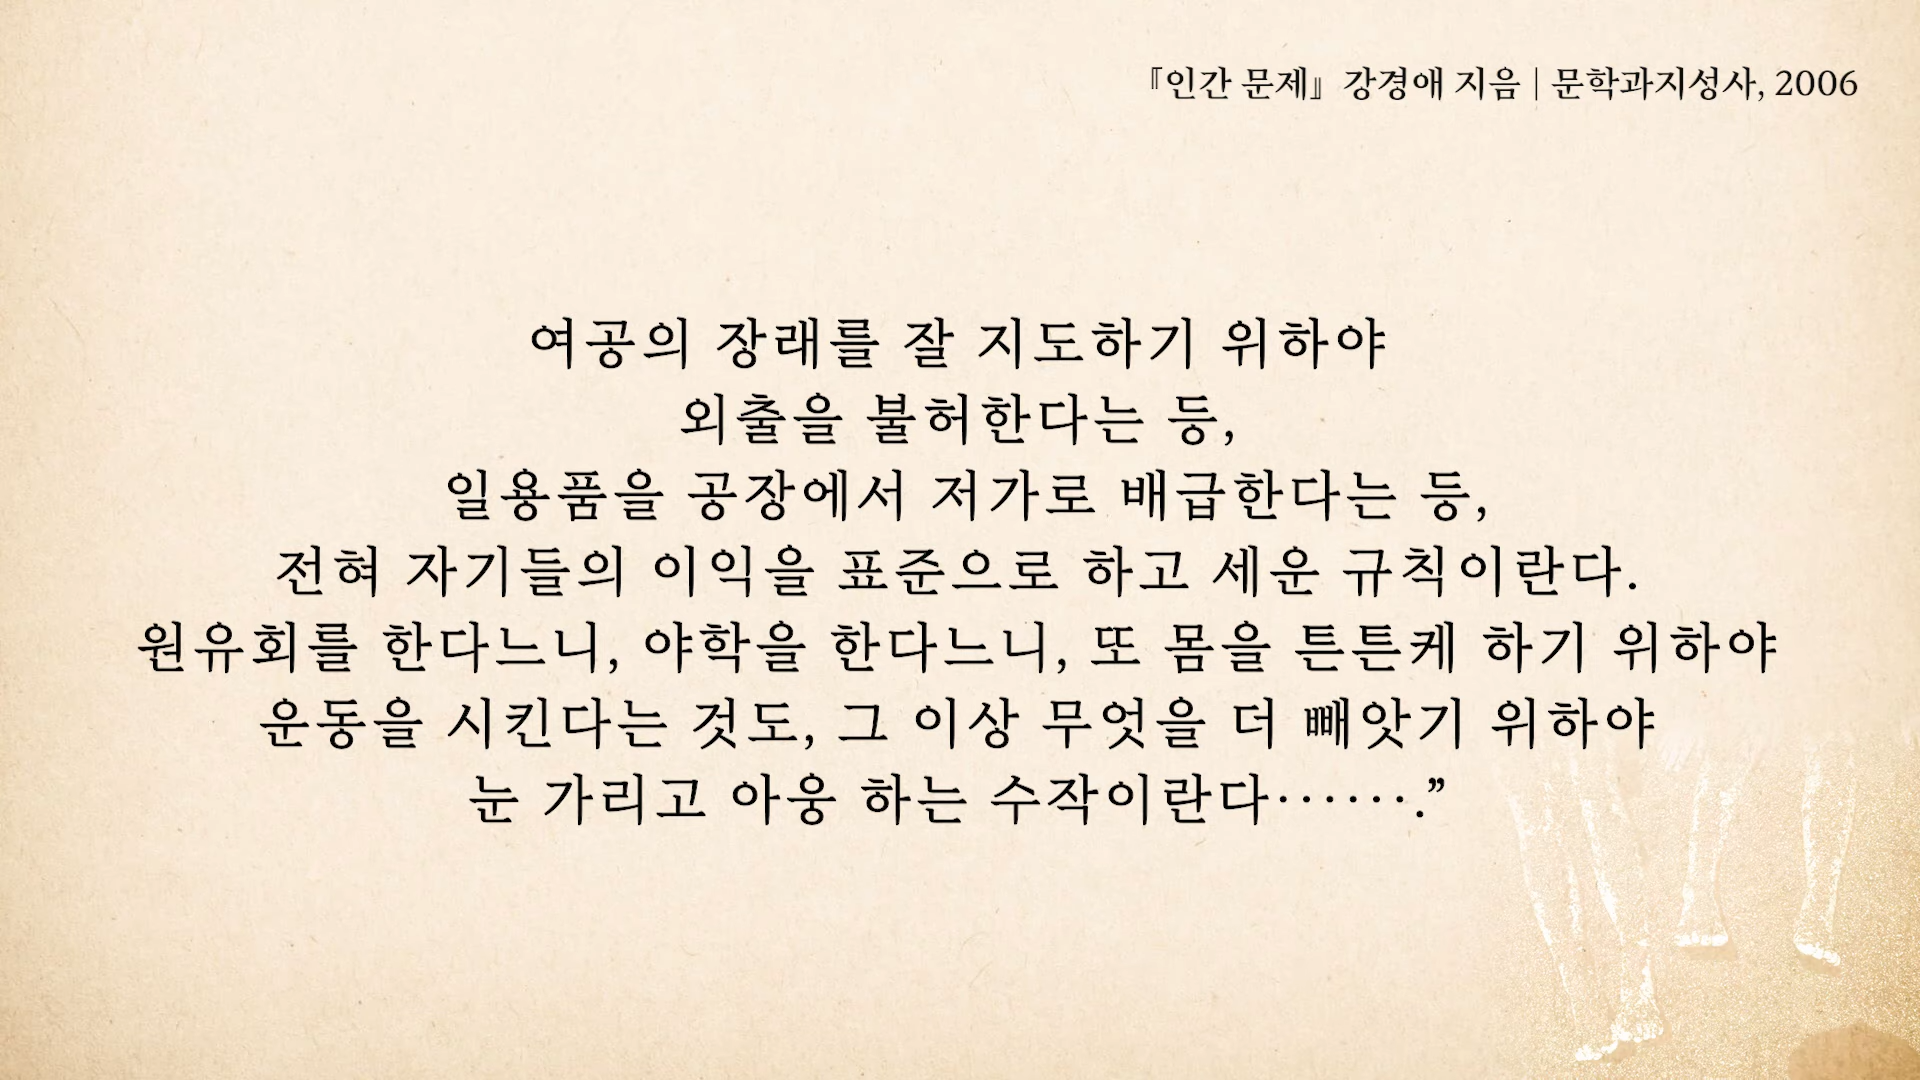 『인간 문제』 강경애 지음 | 문학과지성사, 2006
여공의 장래를 잘 지도하기 위하야
외출을 불허한다는 둥,
일용품을 공장에서 저가로 배급한다는 둥,
전혀 자기들의 이익을 표준으로 하고 세운 규칙이란다.
원유회를 한다느니, 야학을 한다느니, 또 몸을 튼튼케 하기 위하야
운동을 시킨다는 것도, 그 이상 무엇을 더 빼앗기 위하야
눈 가리고 아웅 하는 수작이란다…….”